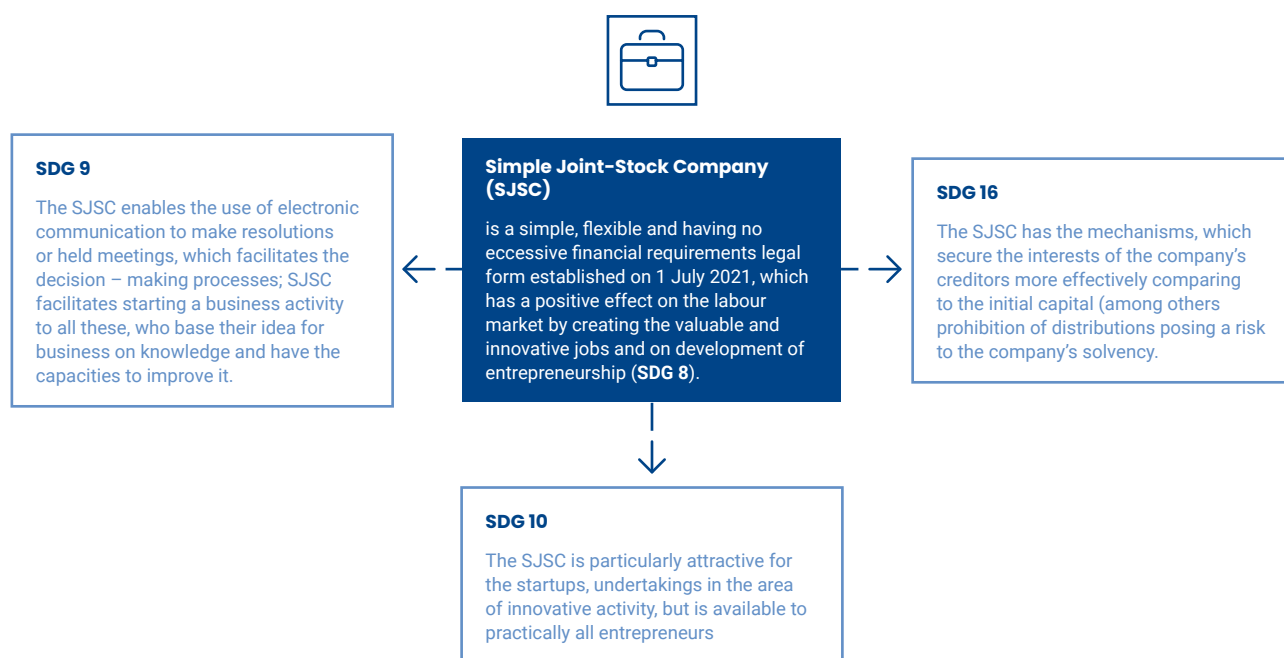 Simple Joint-Stock Company
(SJSC)
is a simple, flexible and having no
eccessive financial requirements legal
form established on 1 July 2021, which
has a positive effect on the labour
market by creating the valuable and
innovative jobs and on development of
entrepreneurship (SDG 8).
SDG 9
The SJSC enables the use of electronic
communication to make resolutions
or held meetings, which facilitates the
decision – making processes; SJSC
facilitates starting a business activity
to all these, who base their idea for
business on knowledge and have the
capacities to improve it.
SDG 16
The SJSC has the mechanisms, which
secure the interests of the company's
creditors more effectively comparing
to the initial capital (among others
prohibition of distributions posing a risk
to the company's solvency.
SDG 10
The SJSC is particularly attractive for
the startups, undertakings in the area
of innovative activity, but is available to
practically all entrepreneurs